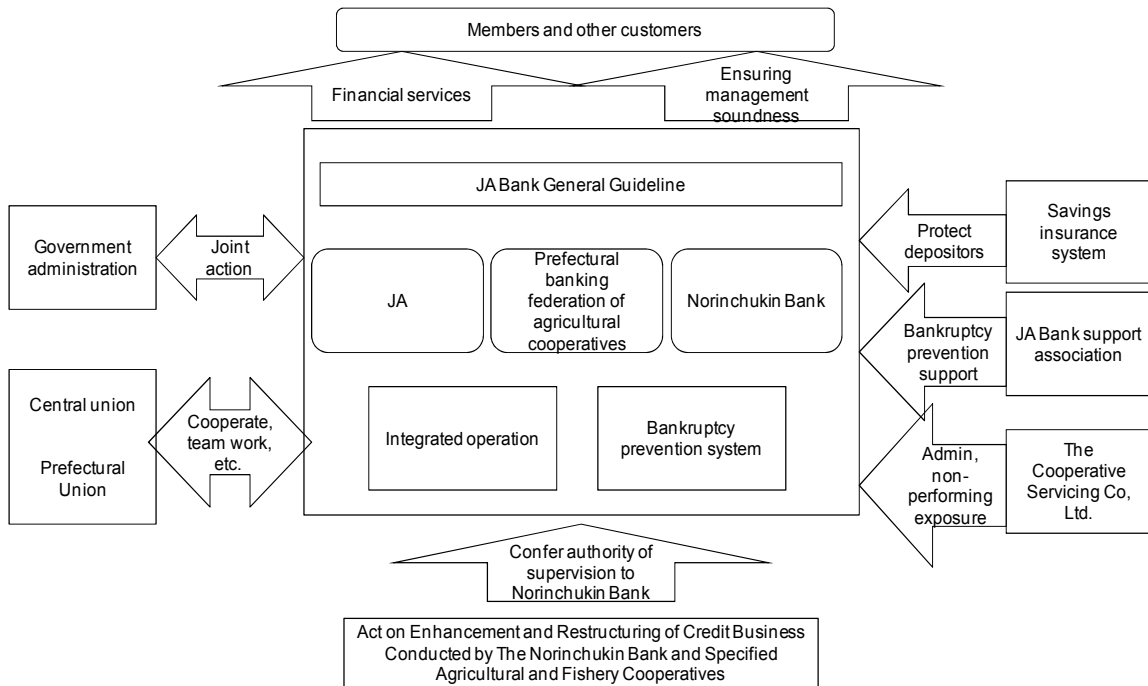 Members and other customers
Financial services
Ensuring
management
soundness
JA Bank General Guideline
Government
administration
Joint
action
JA
Prefectural
banking
federation of
agricultural
cooperatives
Norinchukin Bank
Protect
depositors
Savings
insurance
system
Bankruptcy
prevention
support
JA Bank support
association
Central union
Prefectural
Union
Cooperate,
team work,
etc.
Integrated operation
Bankruptcy
prevention system
Admin,
non-
performing
exposure
The
Cooperative
Servicing Co,
Ltd.
Confer authority of
supervision to
Norinchukin Bank
Act on Enhancement and Restructuring of Credit Business
Conducted by The Norinchukin Bank and Specified
Agricultural and Fishery Cooperatives